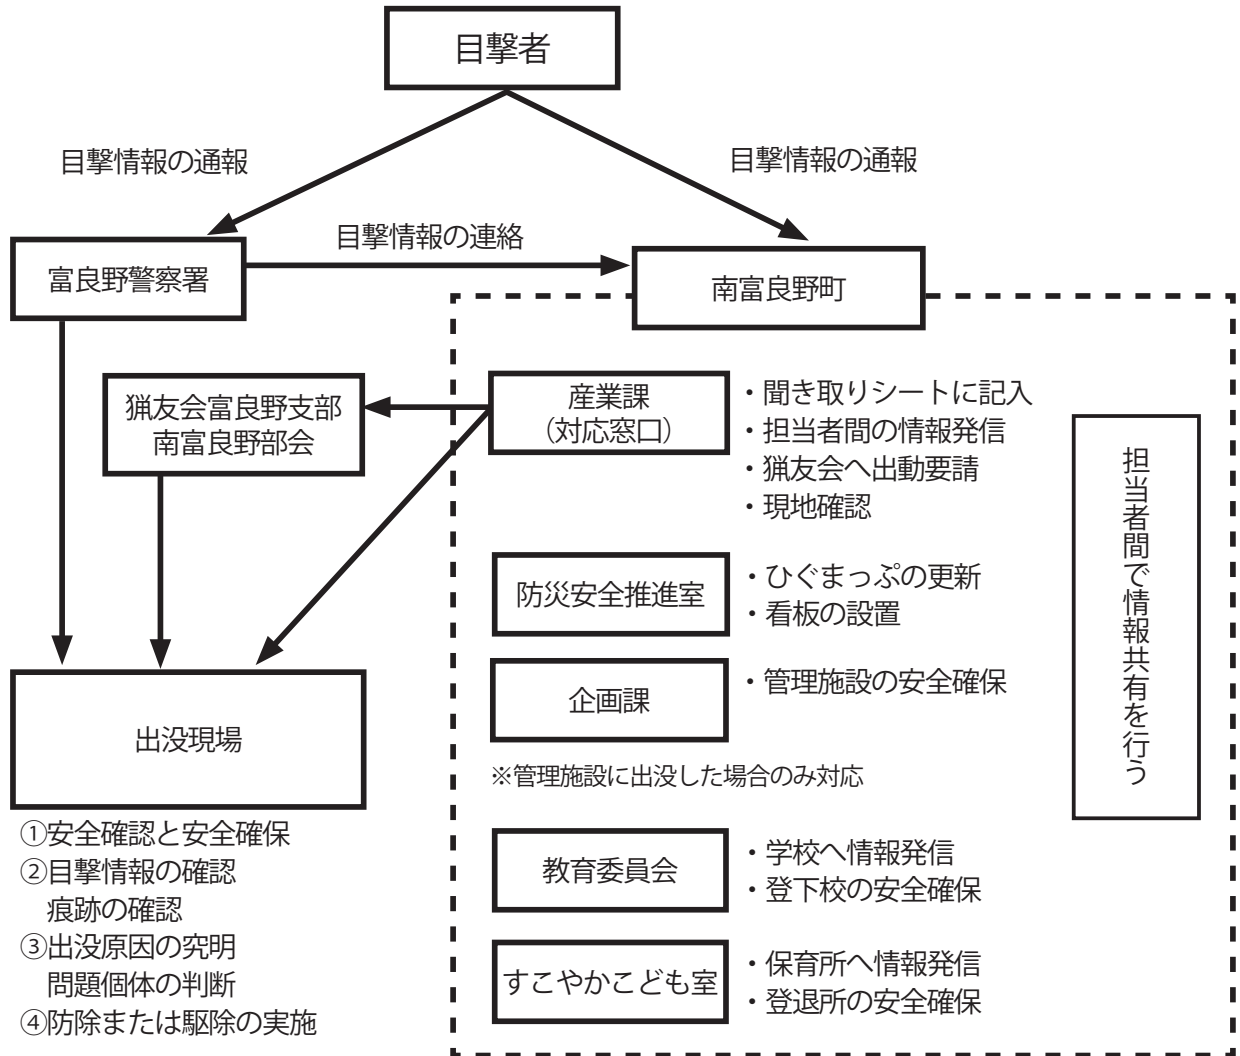 目撃者
目撃情報の通報
目撃情報の通報
目撃情報の連絡
富良野警察署
南富良野町
猟友会富良野支部
南富良野部会
産業課
（対応窓口）
・聞き取りシートに記入
・担当者間の情報発信
・猟友会へ出動要請
・現地確認
担当者間で情報共有を行う
防災安全推進室
・ひぐまっぷの更新
・看板の設置
企画課
・管理施設の安全確保
※管理施設に出没した場合のみ対応
出没現場
①安全確認と安全確保
②目撃情報の確認
痕跡の確認
③出没原因の究明
問題個体の判断
④防除または駆除の実施
教育委員会
・学校へ情報発信
・登下校の安全確保
すこやかこども室
・保育所へ情報発信
・登退所の安全確保